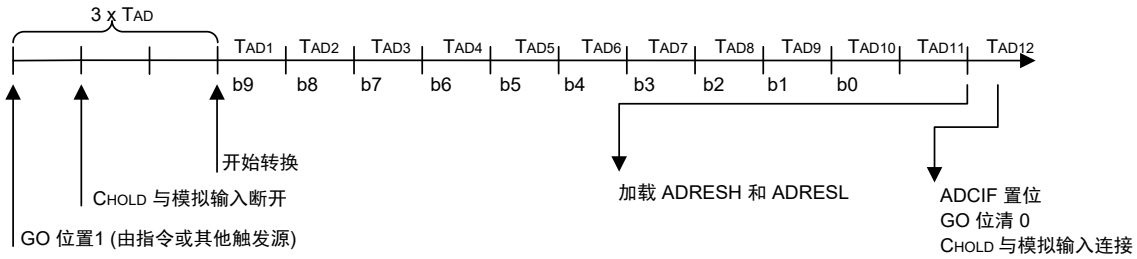 3 x TAD
TAD1 TAD2 TAD3 TAD4 TAD5 TAD6 TAD7 TAD8 TAD9 TAD10 TAD11 TAD12
b9 b8 b7 b6 b5 b4 b3 b2 b1 b0
开始转换
CHOLD 与模拟输入断开
GO 位置1 (由指令或其他触发源)
加载 ADRESH 和 ADRESL
ADCIF 置位
GO 位清 0
CHOLD 与模拟输入连接